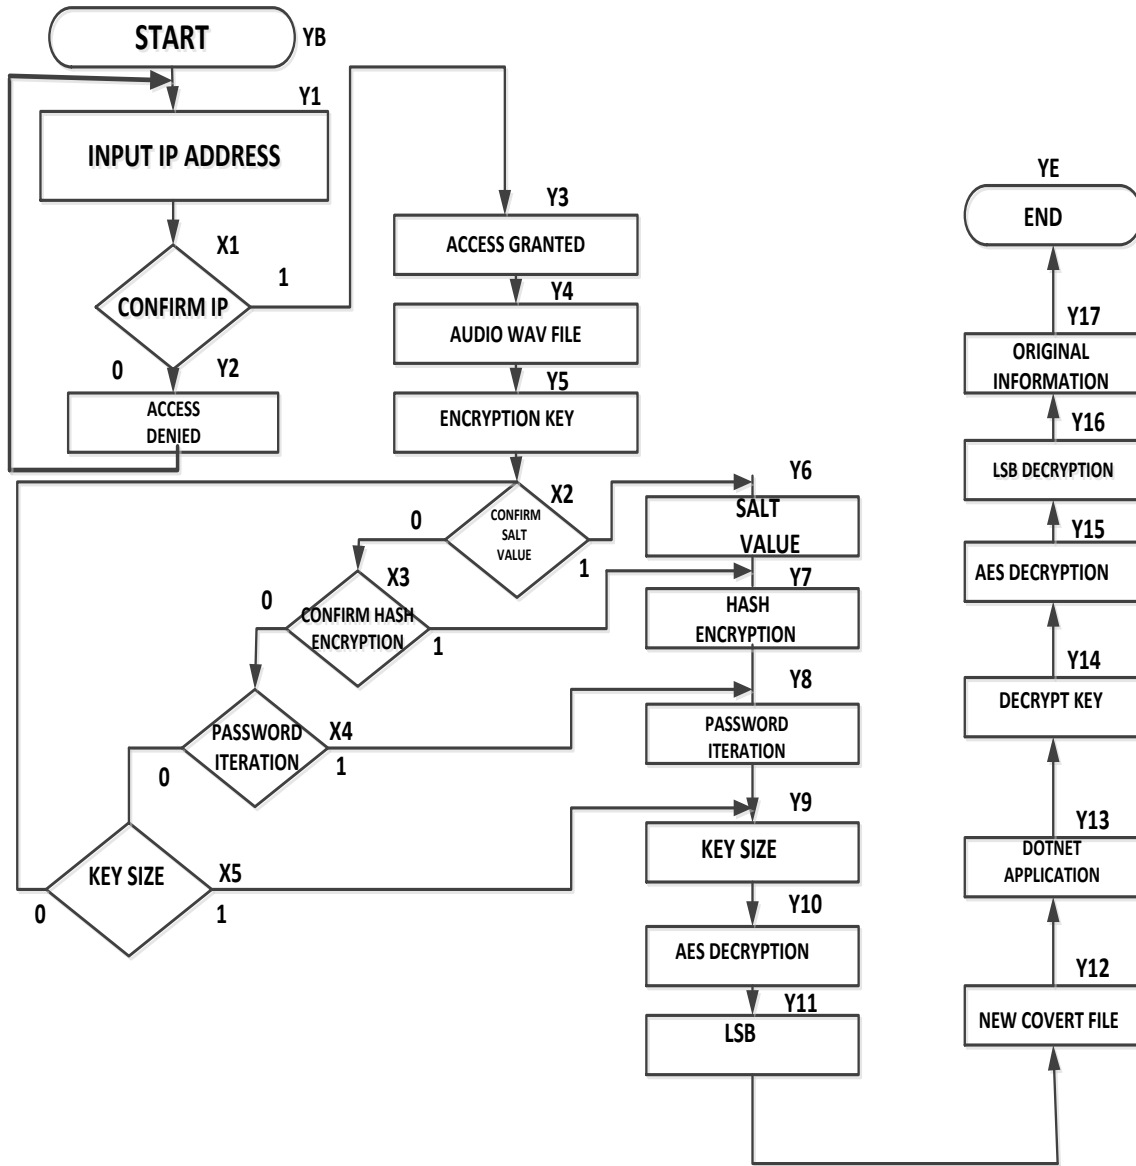 START
YB
Y1
INPUT IP ADDRESS
X1
1
CONFIRM IP
0
Y2
ACCESS
DENIED
Y3
ACCESS GRANTED
Y4
AUDIO WAV FILE
Y5
ENCRYPTION KEY
X2
0
CONFIRM
SALT
VALUE
1
X3
0
CONFIRM HASH
ENCRYPTION
1
X4
PASSWORD
ITERATION
0
1
X5
KEY SIZE
0
1
Y6
SALT
VALUE
Y7
HASH
ENCRYPTION
Y8
PASSWORD
ITERATION
Y9
KEY SIZE
Y10
AES DECRYPTION
Y11
LSB
YE
END
Y17
ORIGINAL
INFORMATION
Y16
LSB DECRYPTION
Y15
AES DECRYPTION
Y14
DECRYPT KEY
Y13
DOTNET
APPLICATION
Y12
NEW COVERT FILE